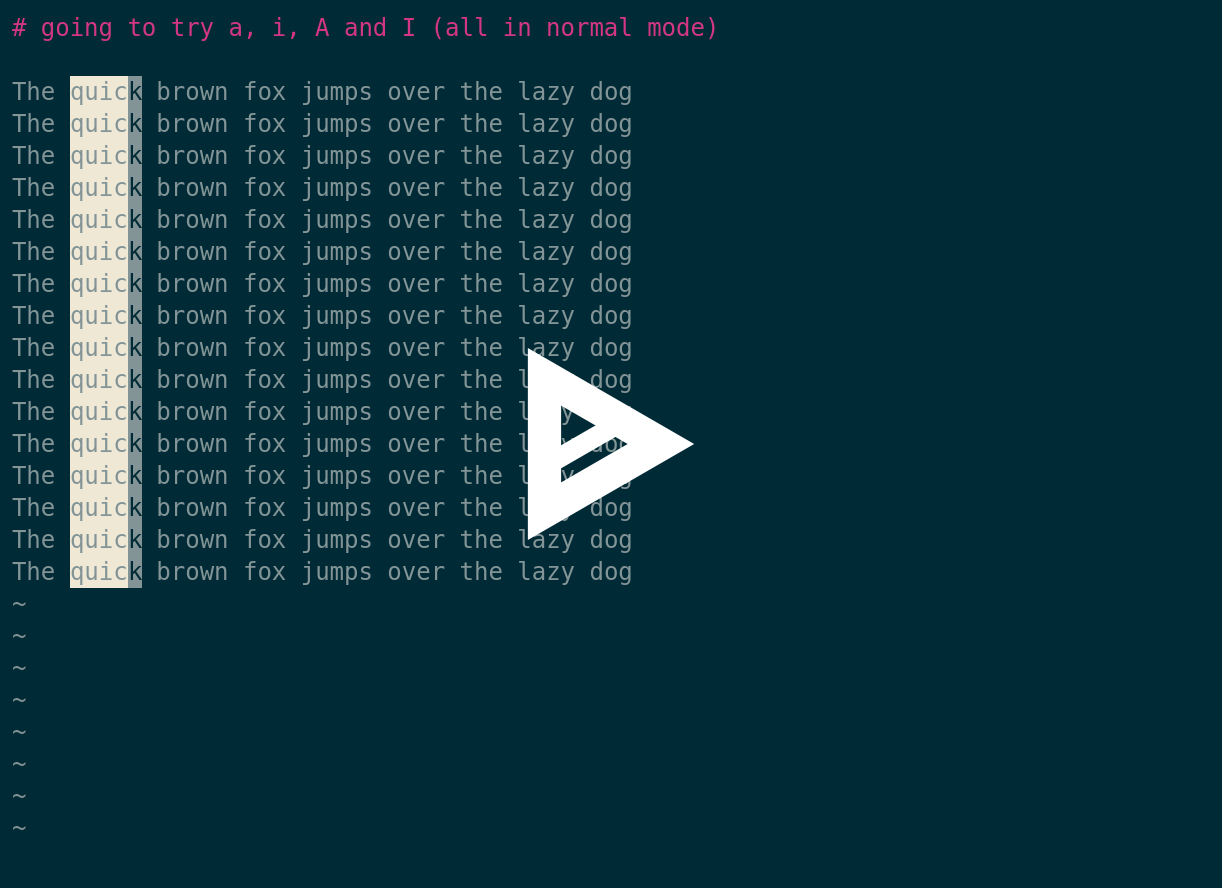 # going to try a, i, A and I (all in normal mode)
The quick brown fox jumps over the lazy dog
The quick brown fox jumps over the lazy dog
The quick brown fox jumps over the lazy dog
The quick brown fox jumps over the lazy dog
The quick brown fox jumps over the lazy dog
The quick brown fox jumps over the lazy dog
The quick brown fox jumps over the lazy dog
The quick brown fox jumps over the lazy dog
The quick brown fox jumps over the lazy dog
The quick brown fox jumps over the dog
The quick brown fox jumps over the
The quick brown fox jumps over the
The quick brown fox jumps over the
The quick brown fox jumps over the dog
The quick brown fox jumps over the lazy dog
The quick brown fox jumps over the lazy dog
~
~
~
~
~
~
~
~